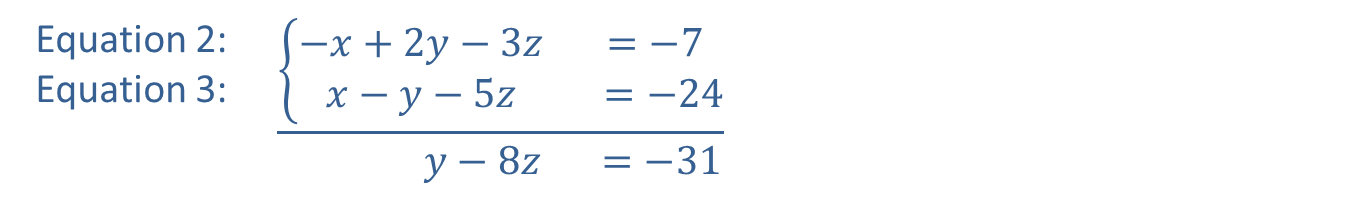 Equation 2: −x + 2y − 3z = −7
Equation 3: x − y − 5z = −24
y − 8z = −31